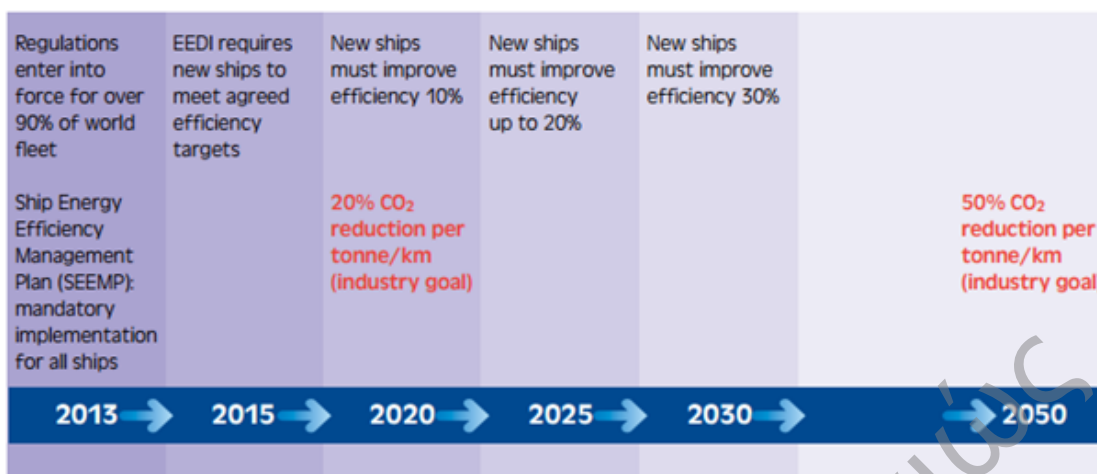 Regulations
enter into
force for over
90% of world
fleet
Ship Energy
Efficiency
Management
Plan (SEEMP):
mandatory
implementation
for all ships
EEDI requires
new ships to
meet agreed
efficiency
targets
New ships
must improve
efficiency 10%
20% CO₂
reduction per
tonne/km
(industry goal)
New ships
must improve
efficiency
up to 20%
New ships
must improve
efficiency 30%
50% CO₂
reduction per
tonne/km
(industry goal
2013
2015
2020
2025
2030
2050